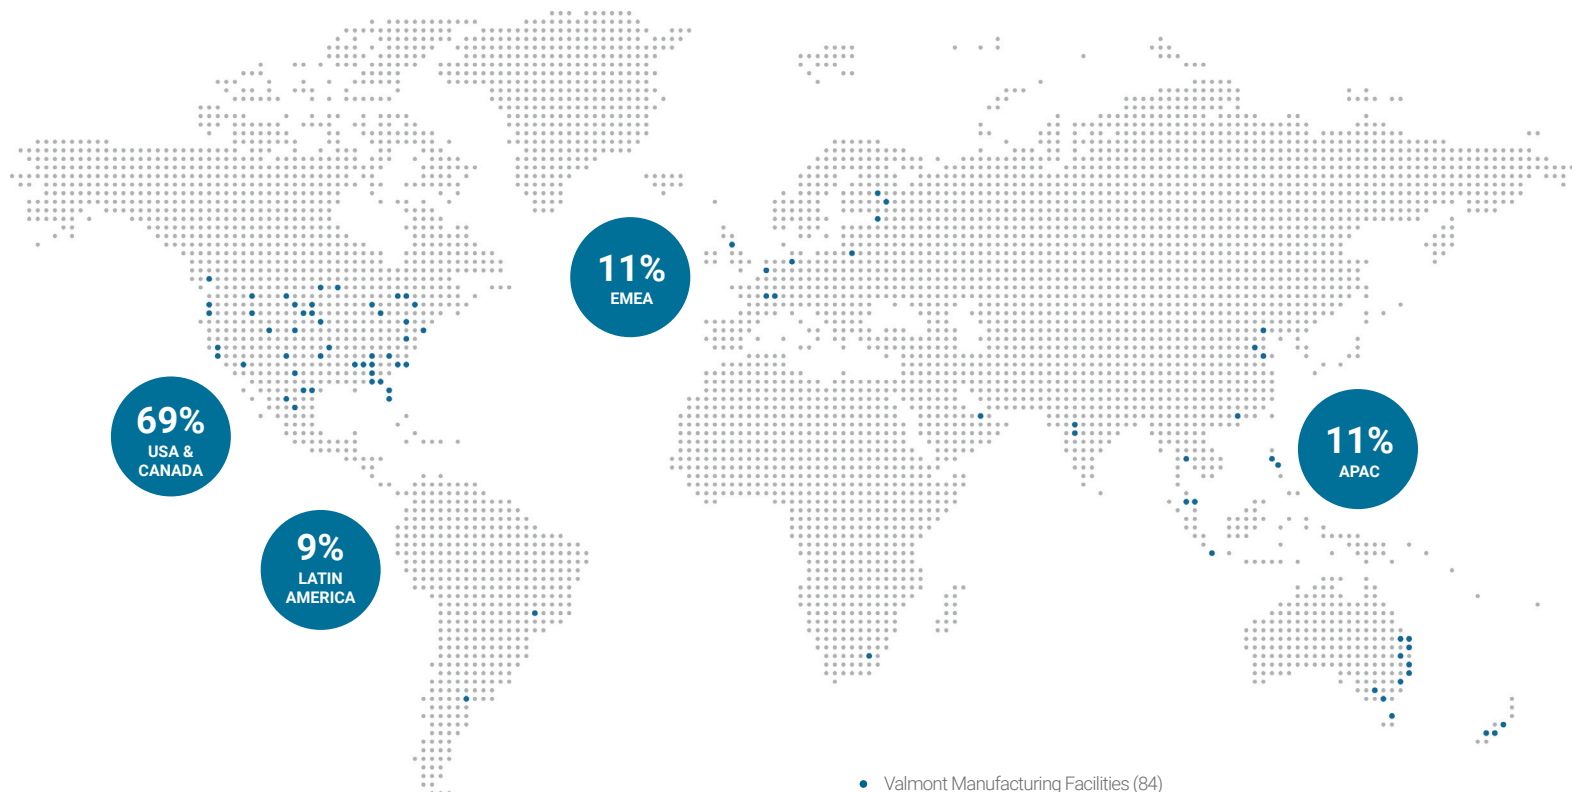 11%
EMEA
69%
USA &
CANADA
11%
APAC
9%
LATIN
AMERICA
Valmont Manufacturing Facilities (84)